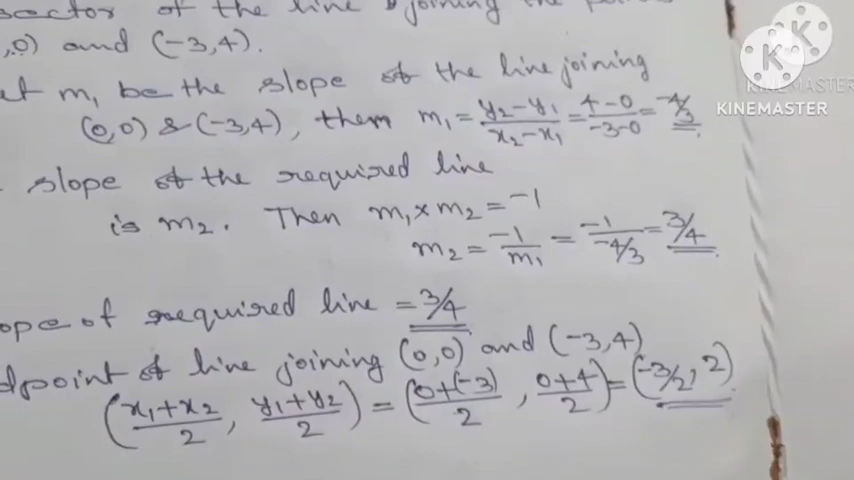 of the line joining the
,0) and (-3,4).
m₁ be the slope of the line joining
(0,0) & (-3,4), then m₁ = y₂-y₁/x₂-x₁ = 4-0/-3-0 = -4/3
slope of the required line
is m₂. Then m₁ x m₂ = -1
m₂ = -1/m₁ = -1/-4/3 = 3/4
of required line = 3/4
of line joining (0,0) and (-3,4)
(x₁+x₂/2, y₁+y₂/2) = (0+(-3)/2, 0+4/2) = (-3/2, 2)
KINEMASTER
KINEMASTER